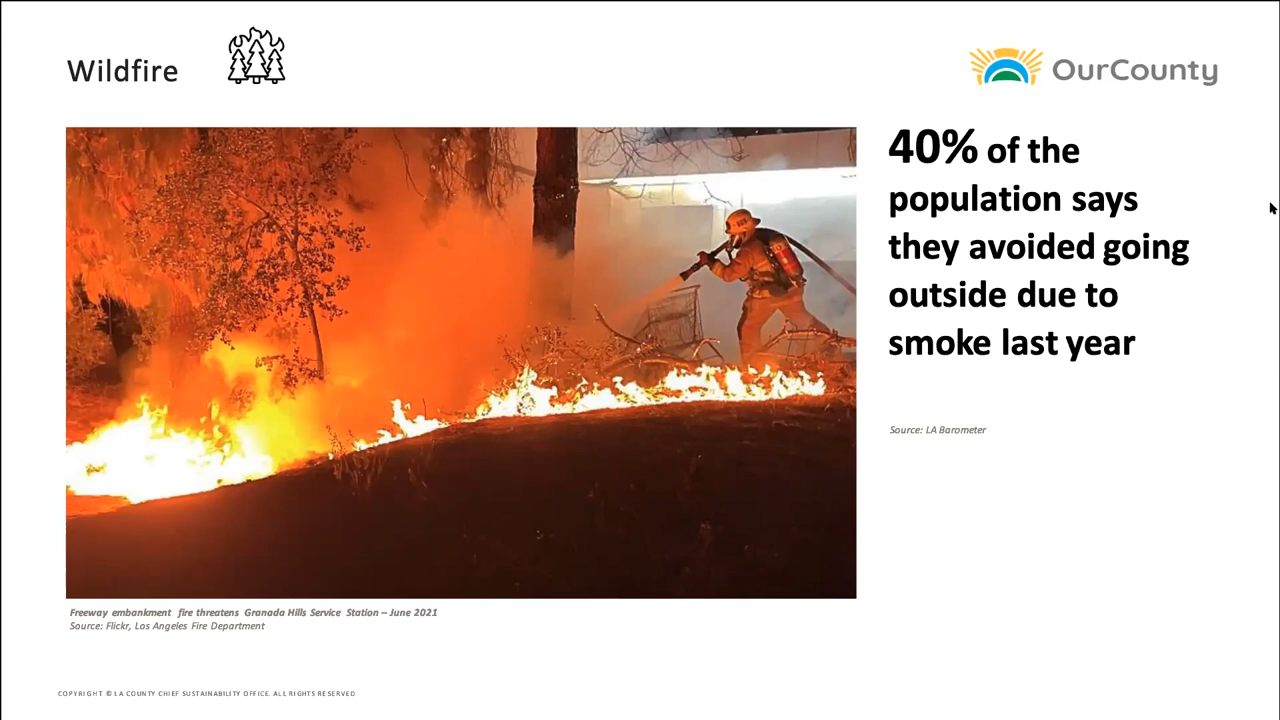 Wildfire
OurCounty
40% of the
population says
they avoided going
outside due to
smoke last year
Source: LA Barometer
Freeway embankment fire threatens Granada Hills Service Station – June 2021
Source: Flickr, Los Angeles Fire Department
COPYRIGHT © LA COUNTY CHIEF SUSTAINABILITY OFFICE. ALL RIGHTS RESERVED